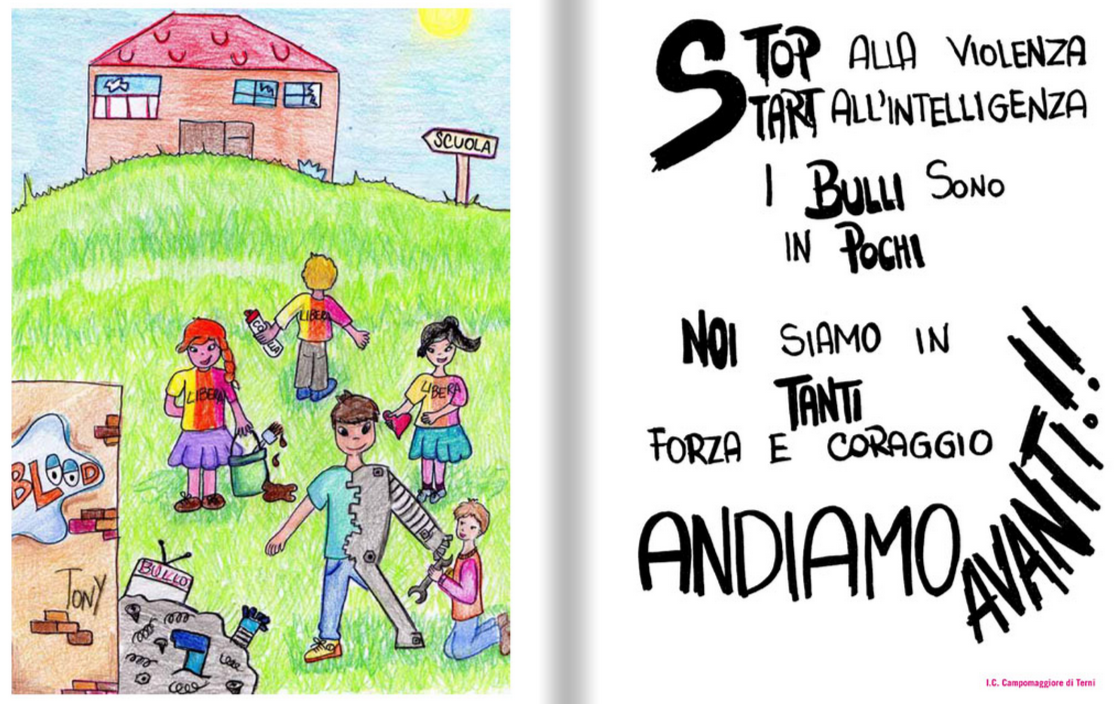 SCUOLA
LIBERA
LIBERA
LIBERA
BLOOD
TONY
BULLO
STOP ALLA VIOLENZA
START ALL'INTELLIGENZA
I BULLI SONO
IN POCHI
NOI SIAMO IN
TANTI
FORZA E CORAGGIO
ANDIAMO AVANTI!!
I.C. Campomaggiore di Terni